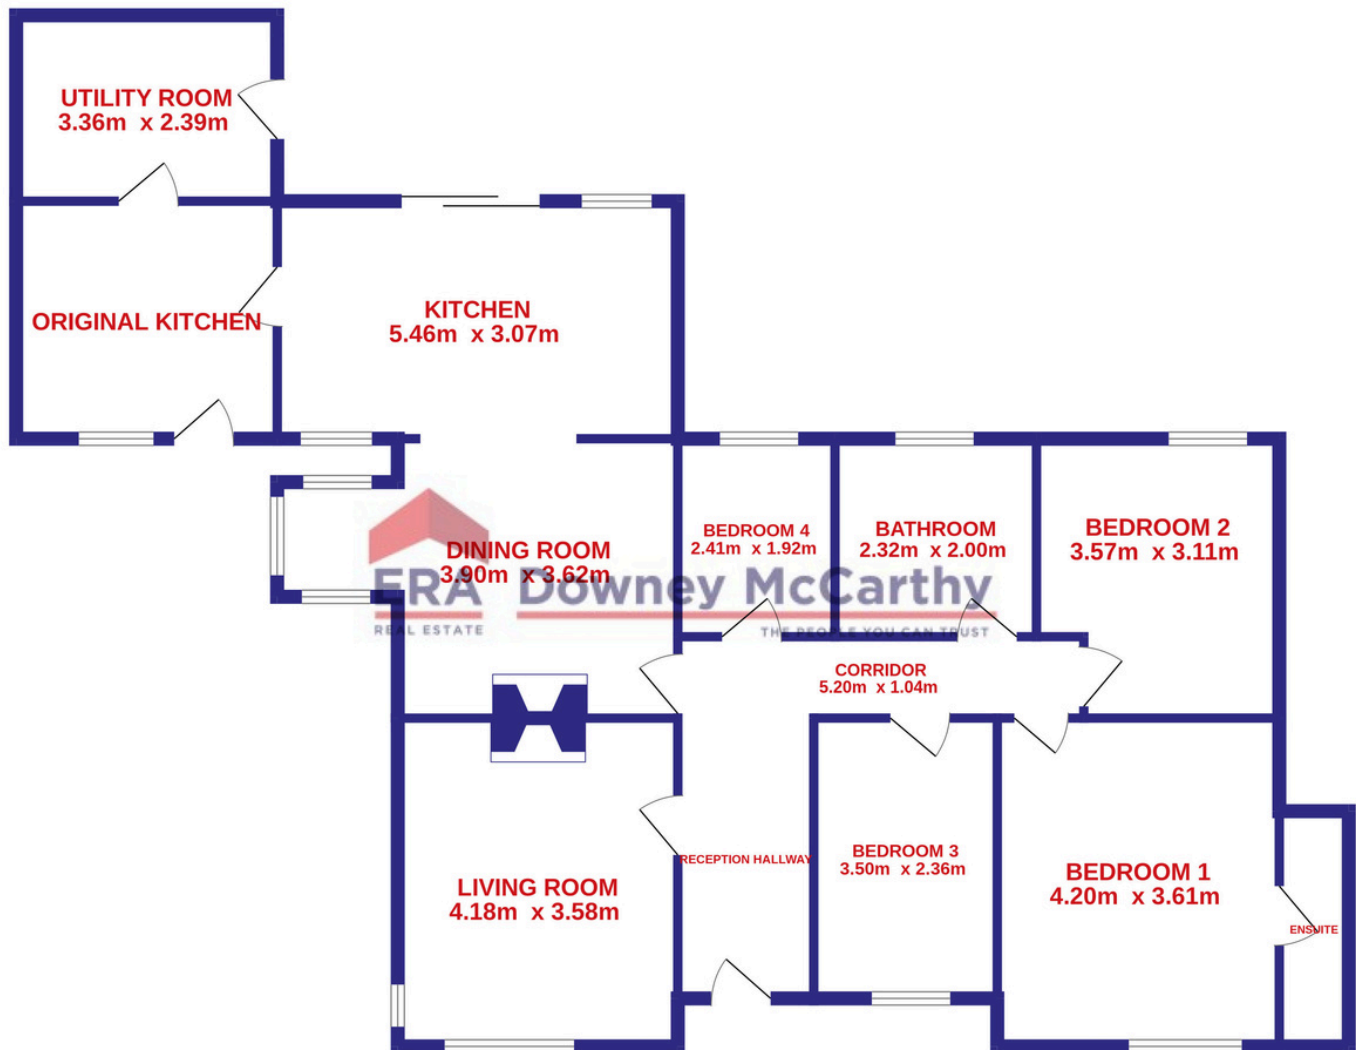 UTILITY ROOM
3.36m x 2.39m
ORIGINAL KITCHEN
KITCHEN
5.46m x 3.07m
DINING ROOM
3.90m x 3.62m
BEDROOM 4
2.41m x 1.92m
BATHROOM
2.32m x 2.00m
BEDROOM 2
3.57m x 3.11m
ERA Downey McCarthy
REAL ESTATE THE PEOPLE YOU CAN TRUST
CORRIDOR
5.20m x 1.04m
LIVING ROOM
4.18m x 3.58m
RECEPTION HALLWAY
BEDROOM 3
3.50m x 2.36m
BEDROOM 1
4.20m x 3.61m
ENSUITE